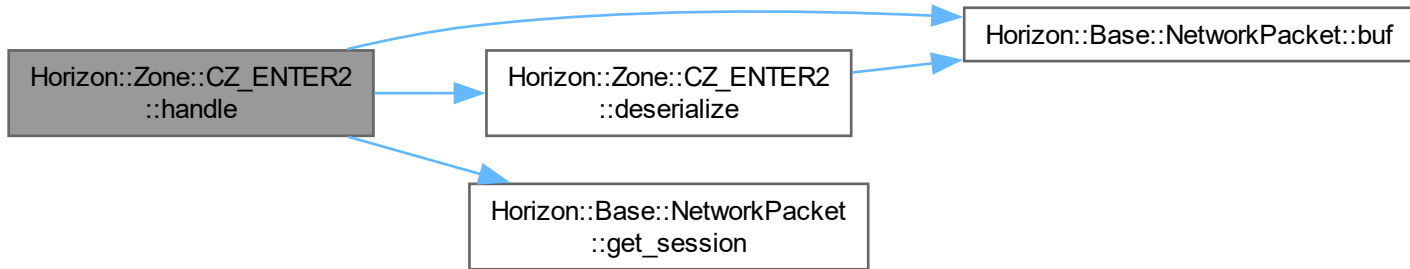 Horizon::Zone::CZ_ENTER2
::handle
Horizon::Zone::CZ_ENTER2
::deserialize
Horizon::Base::NetworkPacket::buf
Horizon::Base::NetworkPacket
::get_session